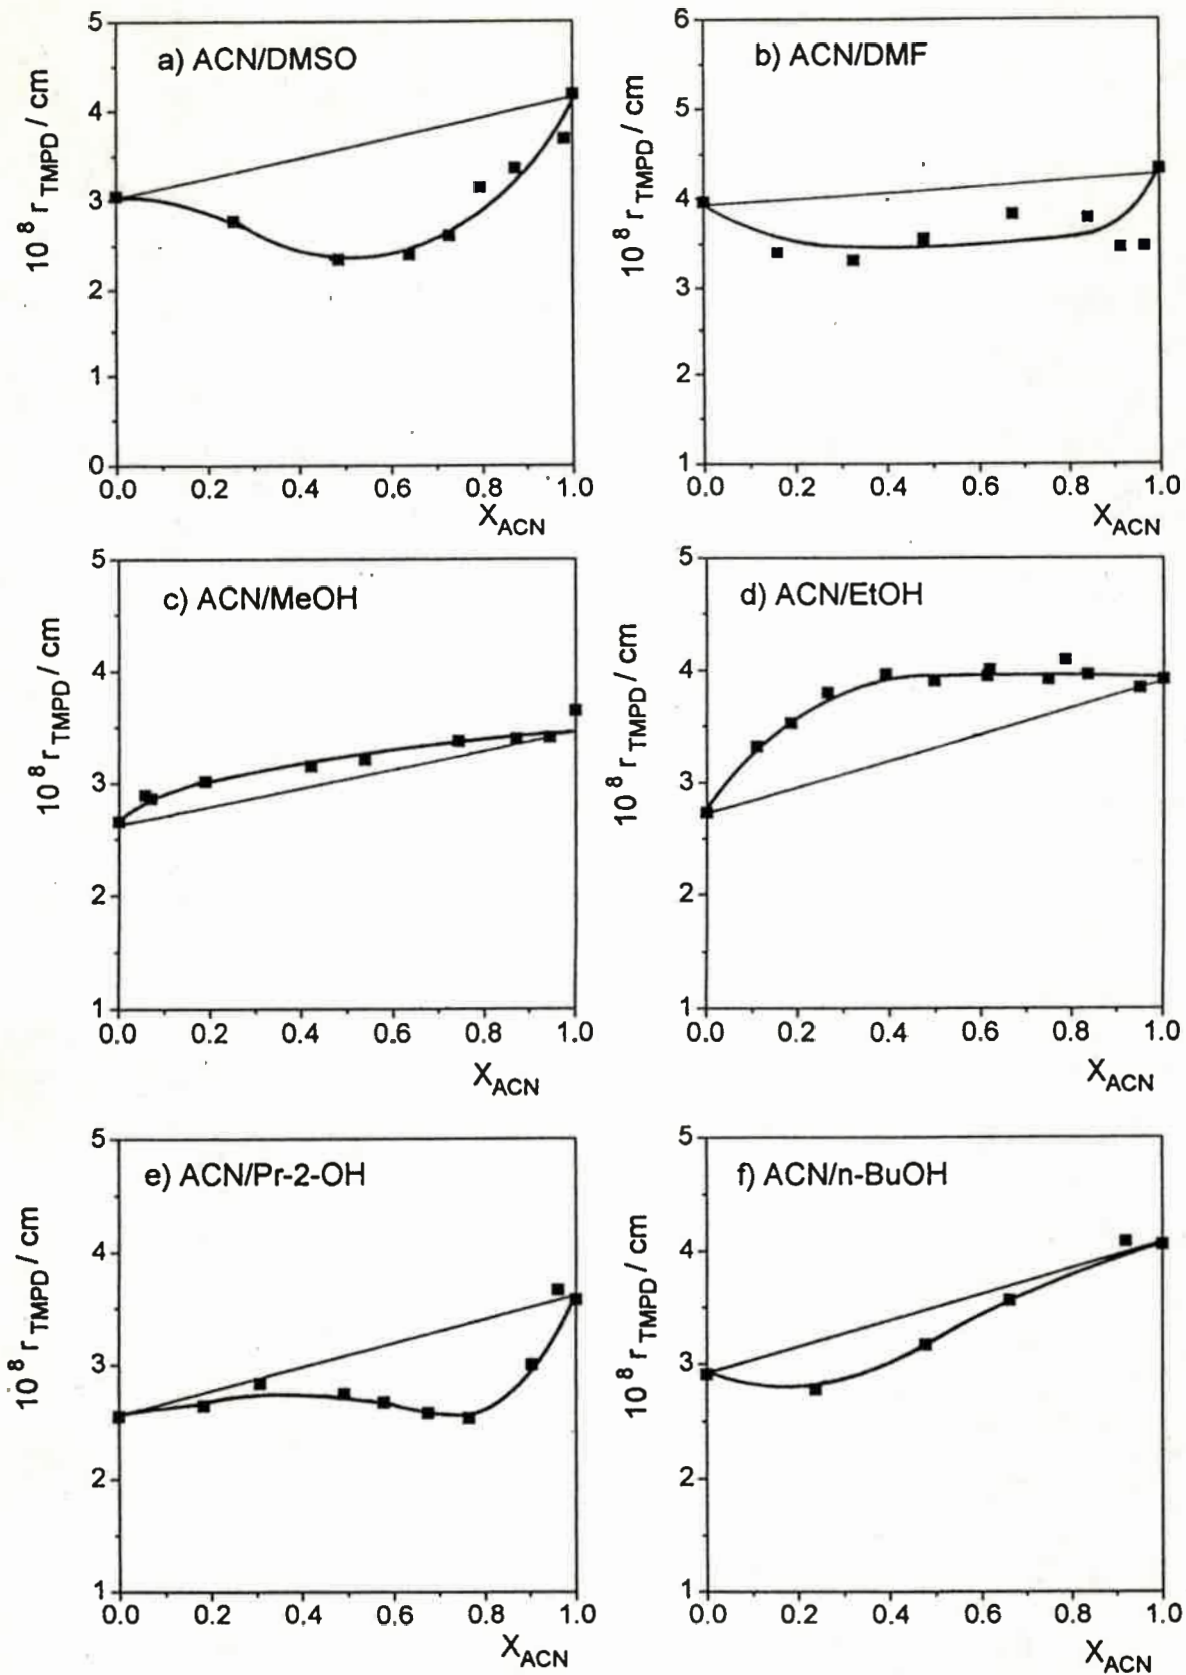 a) ACN/DMSO
10⁸ r_TMPD / cm
5
4
3
2
1
0
0.0 0.2 0.4 0.6 0.8 1.0
X_ACN
b) ACN/DMF
10⁸ r_TMPD / cm
6
5
4
3
2
1
0.0 0.2 0.4 0.6 0.8 1.0
X_ACN
c) ACN/MeOH
10⁸ r_TMPD / cm
5
4
3
2
1
0.0 0.2 0.4 0.6 0.8 1.0
X_ACN
d) ACN/EtOH
10⁸ r_TMPD / cm
5
4
3
2
1
0.0 0.2 0.4 0.6 0.8 1.0
X_ACN
e) ACN/Pr-2-OH
10⁸ r_TMPD / cm
5
4
3
2
1
0.0 0.2 0.4 0.6 0.8 1.0
X_ACN
f) ACN/n-BuOH
10⁸ r_TMPD / cm
5
4
3
2
1
0.0 0.2 0.4 0.6 0.8 1.0
X_ACN